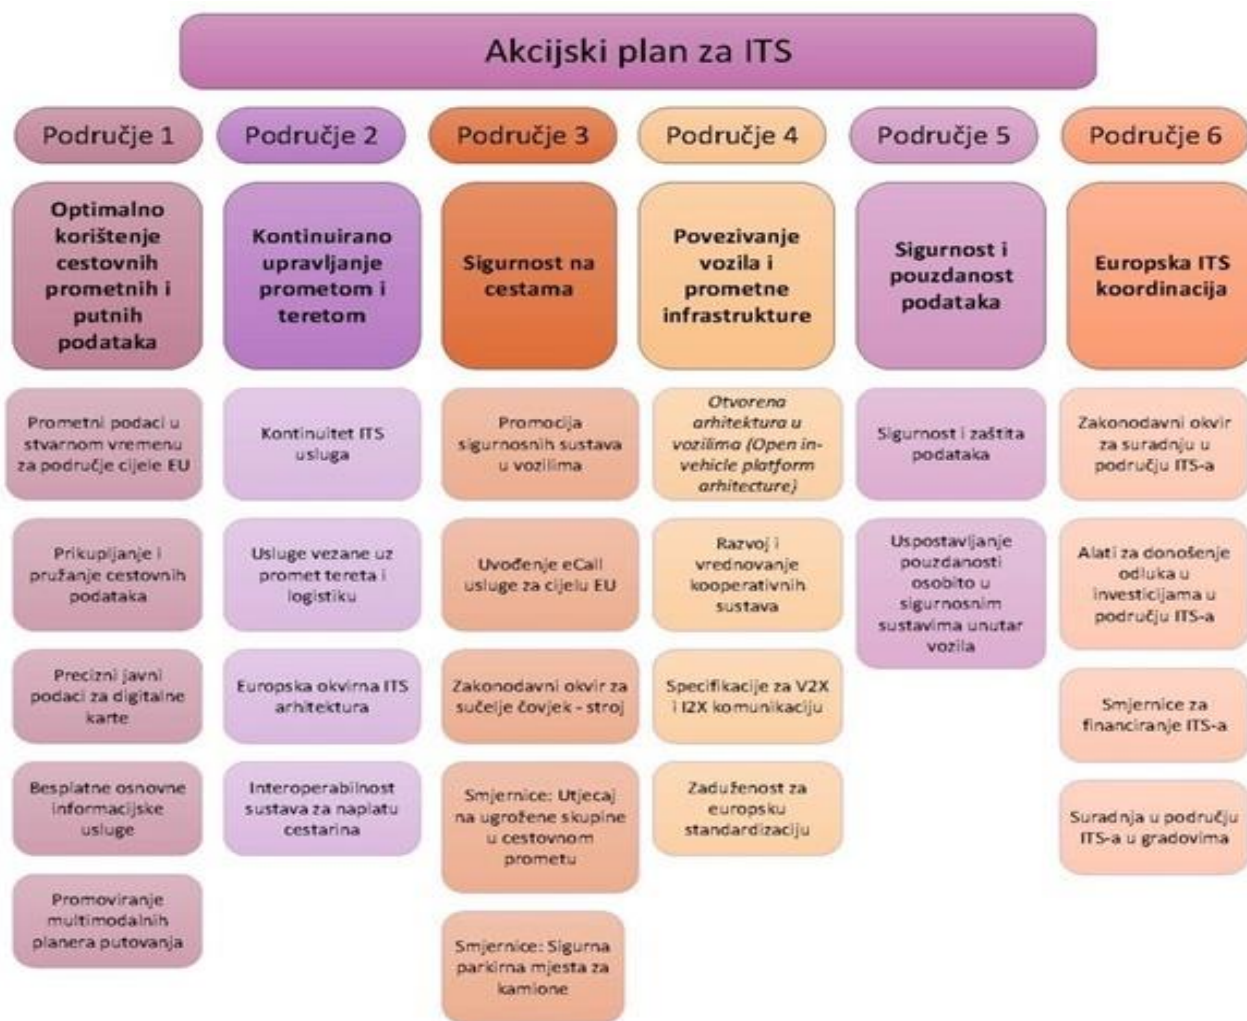 Akcijski plan za ITS
Područje 1
Područje 2
Područje 3
Područje 4
Područje 5
Područje 6
Optimalno
korištenje
cestovnih
prometnih i
putnih
podataka
Kontinuirano
upravljanje
prometom i
teretom
Sigurnost na
cestama
Povezivanje
vozila i
prometne
infrastrukture
Sigurnost i
pouzdanost
podataka
Europska ITS
koordinacija
Prometni podaci u
stvarnom vremenu
za područje cijele EU
Kontinuitet ITS
usluga
Promocija
sigurnosnih sustava
u vozilima
Otvorena
arhitektura u
vozilima (Open in-
vehicle platform
arhitecture)
Sigurnost i zaštita
podataka
Zakonodavni okvir
za suradnju u
području ITS-a
Prikupljanje i
pružanje cestovnih
podataka
Usluge vezane uz
promet tereta i
logistiku
Uvođenje eCall
usluge za cijelu EU
Razvoj i
vrednovanje
kooperativnih
sustava
Uspostavljanje
pouzdanosti
osobito u
sigurnosnim
sustavima unutar
vozila
Alati za donošenje
odluka u
investicijama u
području ITS-a
Precizni javni
podaci za digitalne
karte
Europska okvirna ITS
arhitektura
Zakonodavni okvir za
sučelje čovjek - stroj
Specifikacije za V2X
i I2X komunikaciju
Smjernice za
financiranje ITS-a
Besplatne osnovne
informacijske
usluge
Interoperabilnost
sustava za naplatu
cestarina
Smjernice: Utjecaj
na ugrožene skupine
u cestovnom
prometu
Zaduženost za
europsku
standardizaciju
Suradnja u području
ITS-a u gradovima
Promoviranje
multimodalnih
planera putovanja
Smjernice: Sigurna
parkirna mjesta za
kamione